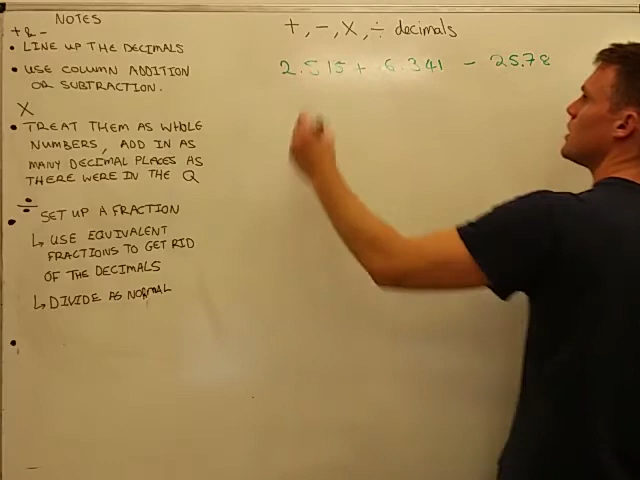 NOTES
+ & -
• LINE UP THE DECIMALS
• USE COLUMN ADDITION
OR SUBTRACTION.
X
• TREAT THEM AS WHOLE
NUMBERS, ADD IN AS
MANY DECIMAL PLACES AS
THERE WERE IN THE Q
÷
• SET UP A FRACTION
↳ USE EQUIVALENT
FRACTIONS TO GET RID
OF THE DECIMALS
↳ DIVIDE AS NORMAL
•
+, -, X, ÷ decimals
2.515 + 6.341 - 25.78